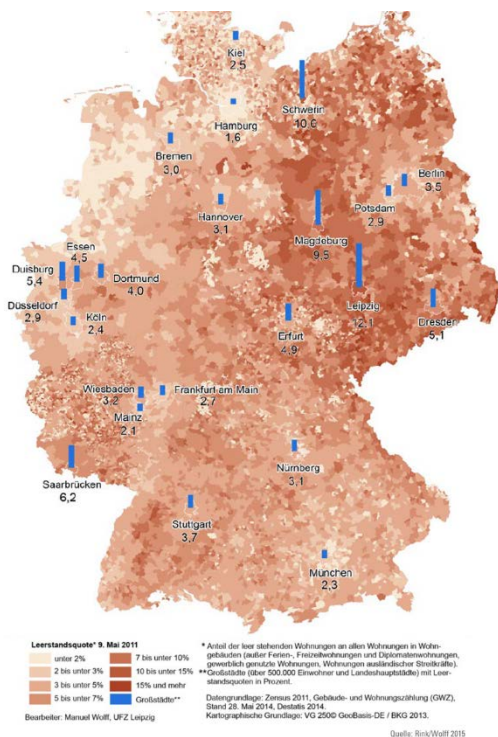 Kiel
2,5
Schwerin
10,6
Hamburg
1,6
Bremen
3,0
Berlin
3,5
Potsdam
2,9
Hannover
3,1
Magdeburg
9,5
Essen
4,5
Duisburg
5,4
Dortmund
4,0
Düsseldorf
2,9
Köln
2,4
Leipzig
12,1
Dresden
5,1
Erfurt
4,9
Wiesbaden
3,2
Frankfurt am Main
2,7
Mainz
2,1
Saarbrücken
6,2
Nürnberg
3,1
Stuttgart
3,7
München
2,3
Leerstandsquote* 9. Mai 2011
unter 2%
2 bis unter 3%
3 bis unter 5%
5 bis unter 7%
7 bis unter 10%
10 bis unter 15%
15% und mehr
Großstädte**
Bearbeiter: Manuel Wolff, UFZ Leipzig
* Anteil der leer stehenden Wohnungen an allen Wohnungen in Wohn-
gebäuden (außer Ferien-, Freizeitwohnungen und Diplomatenwohnungen,
gewerblich genutzte Wohnungen, Wohnungen ausländischer Streitkräfte).
**Großstädte (über 500.000 Einwohner und Landeshauptstädte) mit Leer-
standsquoten in Prozent.
Datengrundlage: Zensus 2011, Gebäude- und Wohnungszählung (GWZ),
Stand 28. Mai 2014, Destatis 2014.
Kartographische Grundlage: VG 250© GeoBasis-DE / BKG 2013.
Quelle: Rink/Wolff 2015